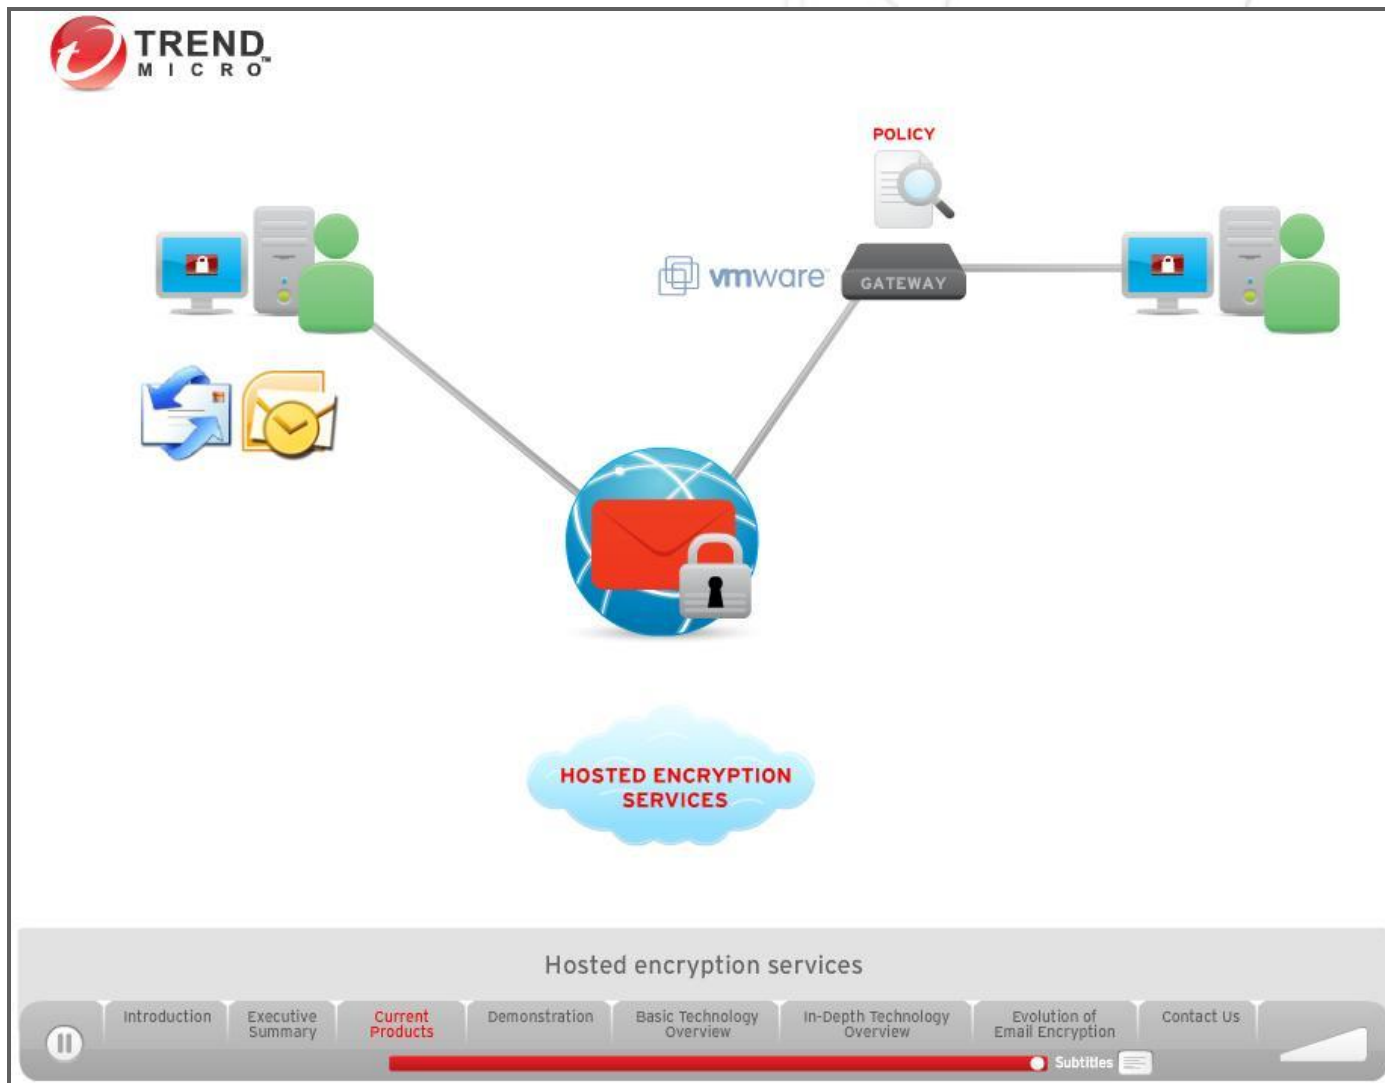 TREND
MICRO™
POLICY
vmware
GATEWAY
HOSTED ENCRYPTION
SERVICES
Hosted encryption services
Introduction
Executive
Summary
Current
Products
Demonstration
Basic Technology
Overview
In-Depth Technology
Overview
Evolution of
Email Encryption
Contact Us
Subtitles